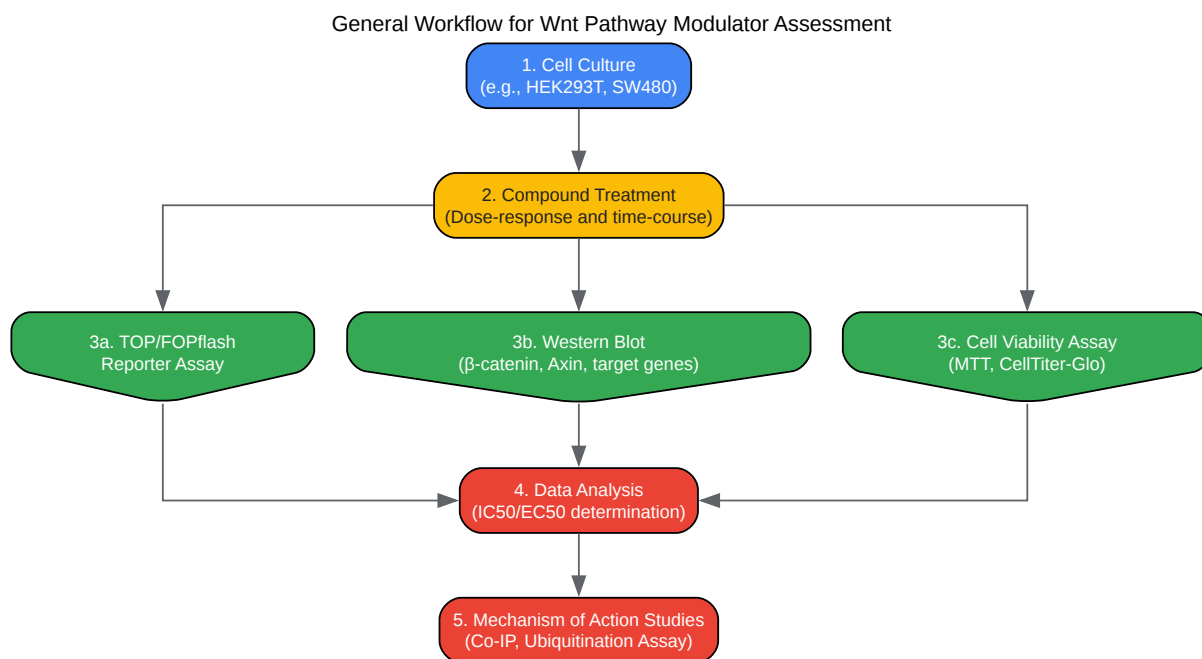 General Workflow for Wnt Pathway Modulator Assessment
1. Cell Culture
(e.g., HEK293T, SW480)
2. Compound Treatment
(Dose-response and time-course)
3a. TOP/FOPflash
Reporter Assay
3b. Western Blot
(β-catenin, Axin, target genes)
3c. Cell Viability Assay
(MTT, CellTiter-Glo)
4. Data Analysis
(IC50/EC50 determination)
5. Mechanism of Action Studies
(Co-IP, Ubiquitination Assay)